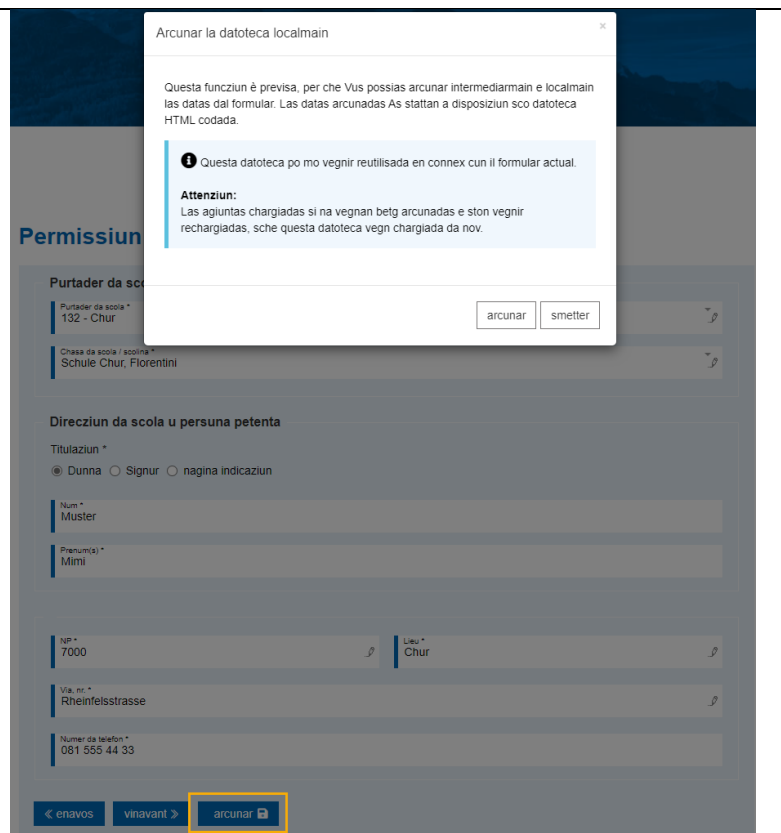 Arcunar la datoteca localmain
×
Questa funcziun è previsa, per che Vus possias arcunar intermediarmain e localmain
las datas dal formular. Las datas arcunadas As stattan a disposiziun sco datoteca
HTML codada.
Questa datoteca po mo vegnir reutilisada en connex cun il formular actual.
Attenziun:
Las agiuntas chargiadas si na vegnan betg arcunadas e ston vegnir
rechargiadas, sche questa datoteca vegn chargiada da nov.
arcunar smetter
Permissiun
Purtader da sco
Purtader da scola *
132 - Chur
Chasa da scola / scolina *
Schule Chur, Florentini
Direcziun da scola u persuna petenta
Titulaziun *
Dunna Signur nagina indicaziun
Num *
Muster
Prenum(s) *
Mimi
NP * Lieu *
7000 Chur
Via, nr. *
Rheinfelsstrasse
Numer da telefon *
081 555 44 33
« enavos vinavant » arcunar